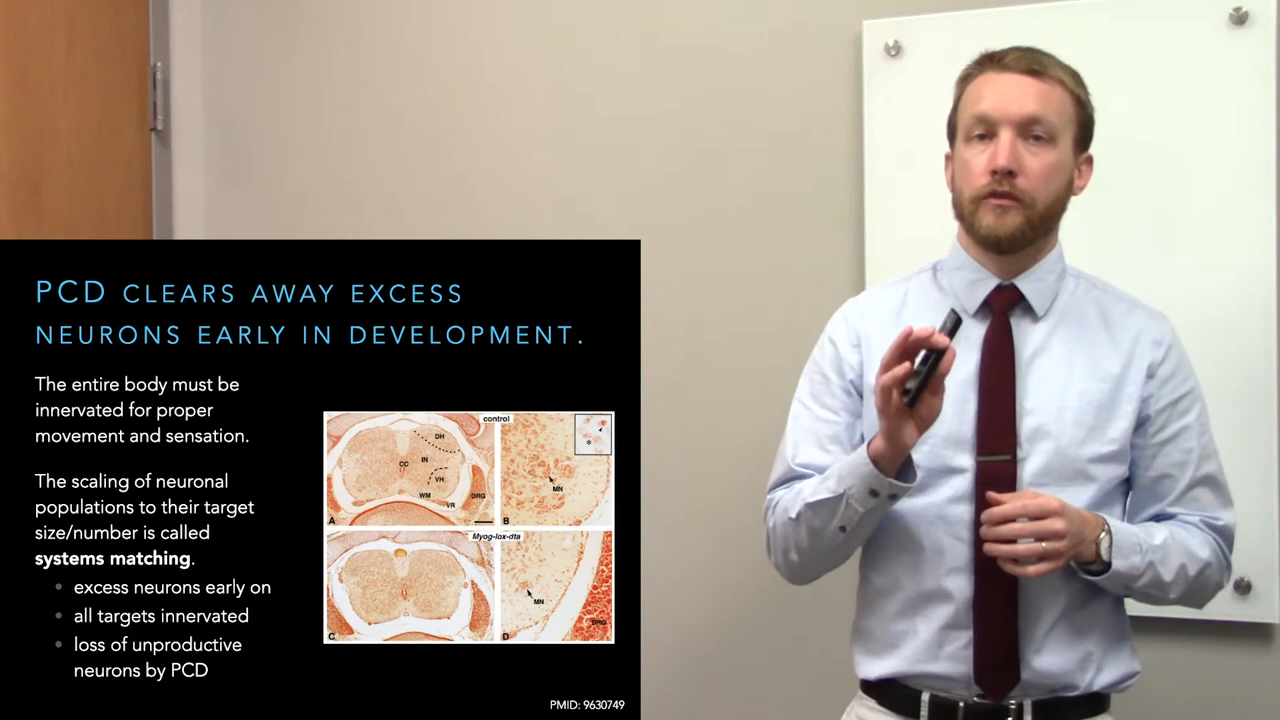 PCD CLEARS AWAY EXCESS
NEURONS EARLY IN DEVELOPMENT.
The entire body must be
innervated for proper
movement and sensation.
The scaling of neuronal
populations to their target
size/number is called
systems matching.
• excess neurons early on
• all targets innervated
• loss of unproductive
neurons by PCD
control
DH
IN
CC
VH
WM
DRG
VR
A
*
MN
B
Myog-lox-dta
C
MN
DRG
D
PMID: 9630749